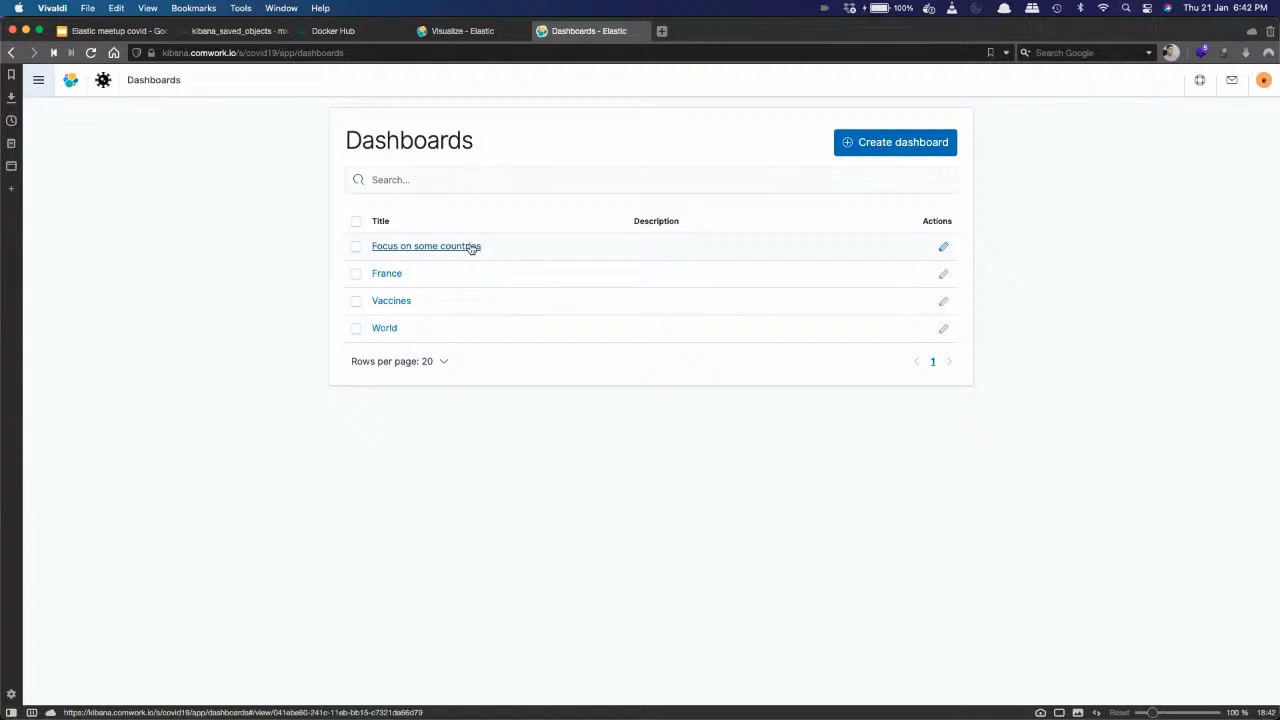 Vivaldi File Edit View Bookmarks Tools Window Help 100% Thu 21 Jan 6:42 PM
Elastic meetup covid - Goo kibana_saved_objects · ma Docker Hub Visualize - Elastic Dashboards - Elastic
kibana.comwork.io/s/covid19/app/dashboards Search Google 5
Dashboards e
Dashboards
Create dashboard
Search...
Title Description Actions
Focus on some countries
France
Vaccines
World
Rows per page: 20 1
https://kibana.comwork.io/s/covid19/app/dashboards#/view/041ebe60-241c-11eb-bb15-c7321da66d79 Reset 100 % 18:42